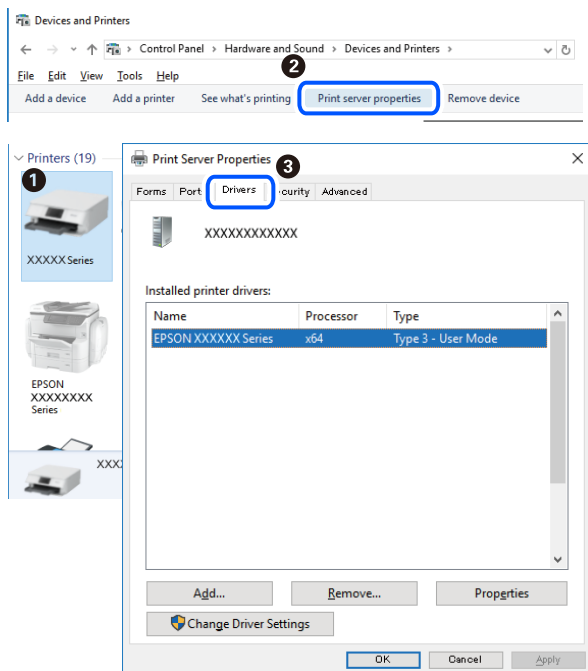 Devices and Printers
Control Panel > Hardware and Sound > Devices and Printers >
2
File Edit View Tools Help
Add a device Add a printer See what's printing Print server properties Remove device
Printers (19)
1
XXXXX Series
EPSON
XXXXXXXX
Series
XXX
Print Server Properties
3
Forms Port Drivers curity Advanced
XXXXXXXXXXXX
Installed printer drivers:
Name Processor Type
EPSON XXXXXX Series x64 Type 3 - User Mode
Add... Remove... Properties
Change Driver Settings
OK Cancel Apply